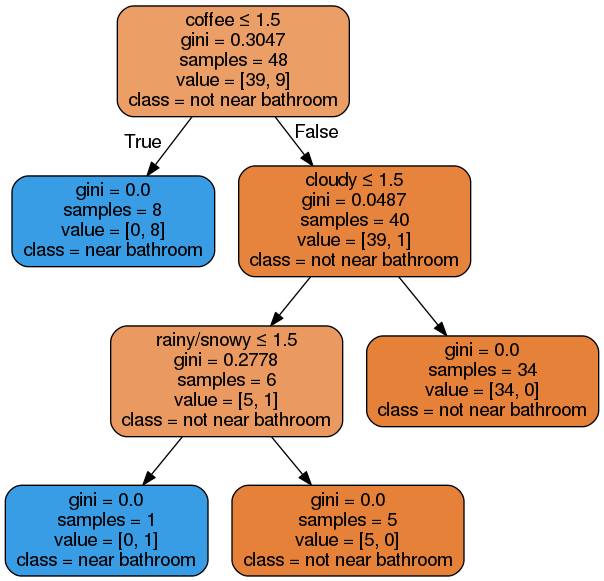 coffee ≤ 1.5
gini = 0.3047
samples = 48
value = [39, 9]
class = not near bathroom
True
False
gini = 0.0
samples = 8
value = [0, 8]
class = near bathroom
cloudy ≤ 1.5
gini = 0.0487
samples = 40
value = [39, 1]
class = not near bathroom
rainy/snowy ≤ 1.5
gini = 0.2778
samples = 6
value = [5, 1]
class = not near bathroom
gini = 0.0
samples = 34
value = [34, 0]
class = not near bathroom
gini = 0.0
samples = 1
value = [0, 1]
class = near bathroom
gini = 0.0
samples = 5
value = [5, 0]
class = not near bathroom